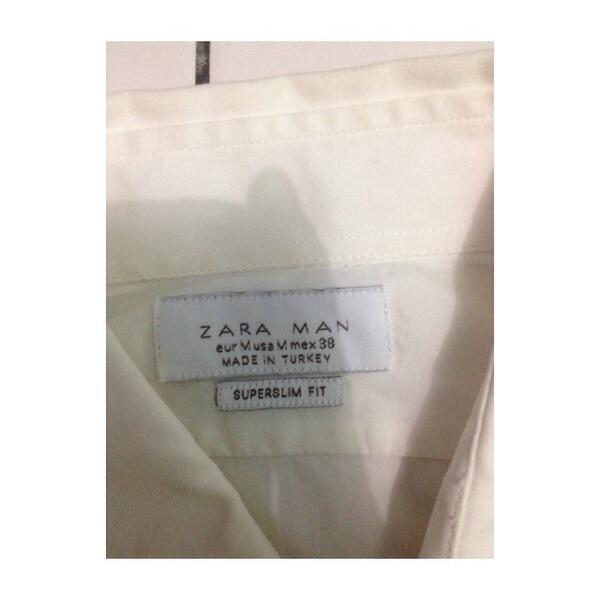 ZARA MAN
eur M usa M mex 38
MADE IN TURKEY
SUPERSLIM FIT